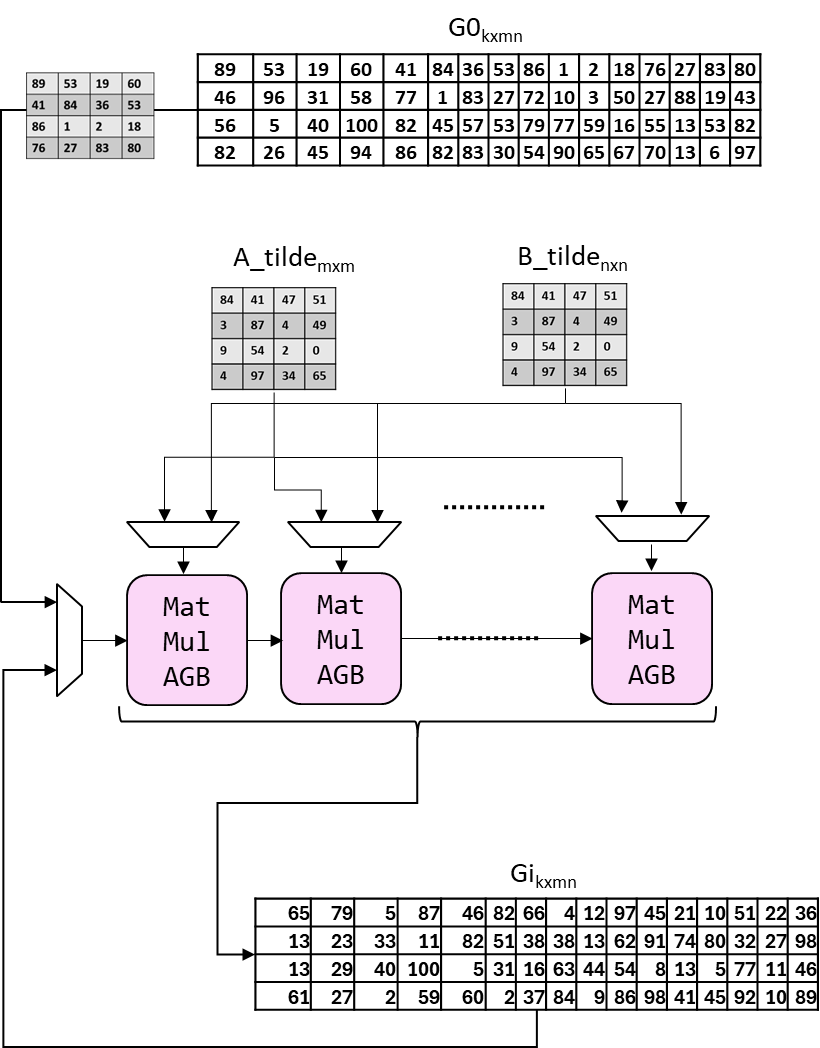 G0kxmn
89 53 19 60 41 84 36 53 86 1 2 18 76 27 83 80
46 96 31 58 77 1 83 27 72 10 3 50 27 88 19 43
56 5 40 100 82 45 57 53 79 77 59 16 55 13 53 82
82 26 45 94 86 82 83 30 54 90 65 67 70 13 6 97
89 53 19 60
41 84 36 53
86 1 2 18
76 27 83 80
A_tildemxm
84 41 47 51
3 87 4 49
9 54 2 0
4 97 34 65
B_tildenxn
84 41 47 51
3 87 4 49
9 54 2 0
4 97 34 65
Mat
Mul
AGB
Mat
Mul
AGB
Mat
Mul
AGB
Gikxmn
65 79 5 87 46 82 66 4 12 97 45 21 10 51 22 36
13 23 33 11 82 51 38 38 13 62 91 74 80 32 27 98
13 29 40 100 5 31 16 63 44 54 8 13 5 77 11 46
61 27 2 59 60 2 37 84 9 86 98 41 45 92 10 89